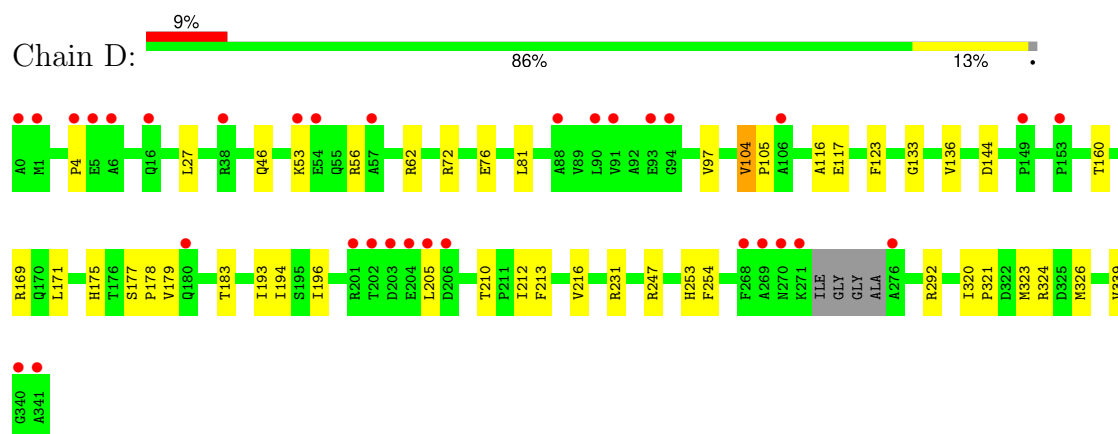 9%
Chain D:
86%
13%
•
A0 M1 P4 E5 A6 Q16 L27 R38 Q46 K53 E54 Q55 R56 A57 R62 R72 E76 L81 A88 V89 L90 V91 A92 E93 G94 V97 V104 P105 A106 A116 E117 F123 G133 V136 D144 P149 P153 T160
R169 Q170 L171 H175 T176 S177 P178 V179 Q180 T183 I193 I194 S195 I196 R201 T202 D203 E204 L205 D206 T210 P211 I212 F213 V216 R231 R247 H253 F254 F268 A269 N270 K271 ILE GLY GLY ALA A276 R292 I320 P321 D322 M323 R324 D325 M326 V339
G340 A341